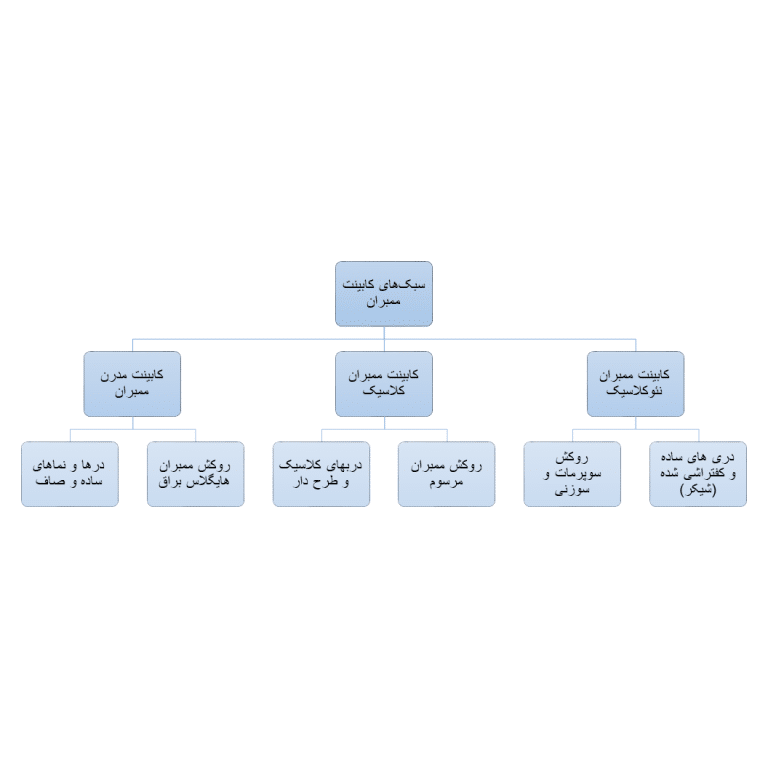 سبک‌های کابینت
ممبران
کابینت ممبران
نئوکلاسیک
کابینت ممبران
کلاسیک
کابینت مدرن
ممبران
دری های ساده
و کفتراشی شده
(شیکر)
روکش
سوپرمات و
سوزنی
روکش ممبران
مرسوم
دربهای کلاسیک
و طرح دار
روکش ممبران
هایگلاس براق
درها و نماهای
ساده و صاف